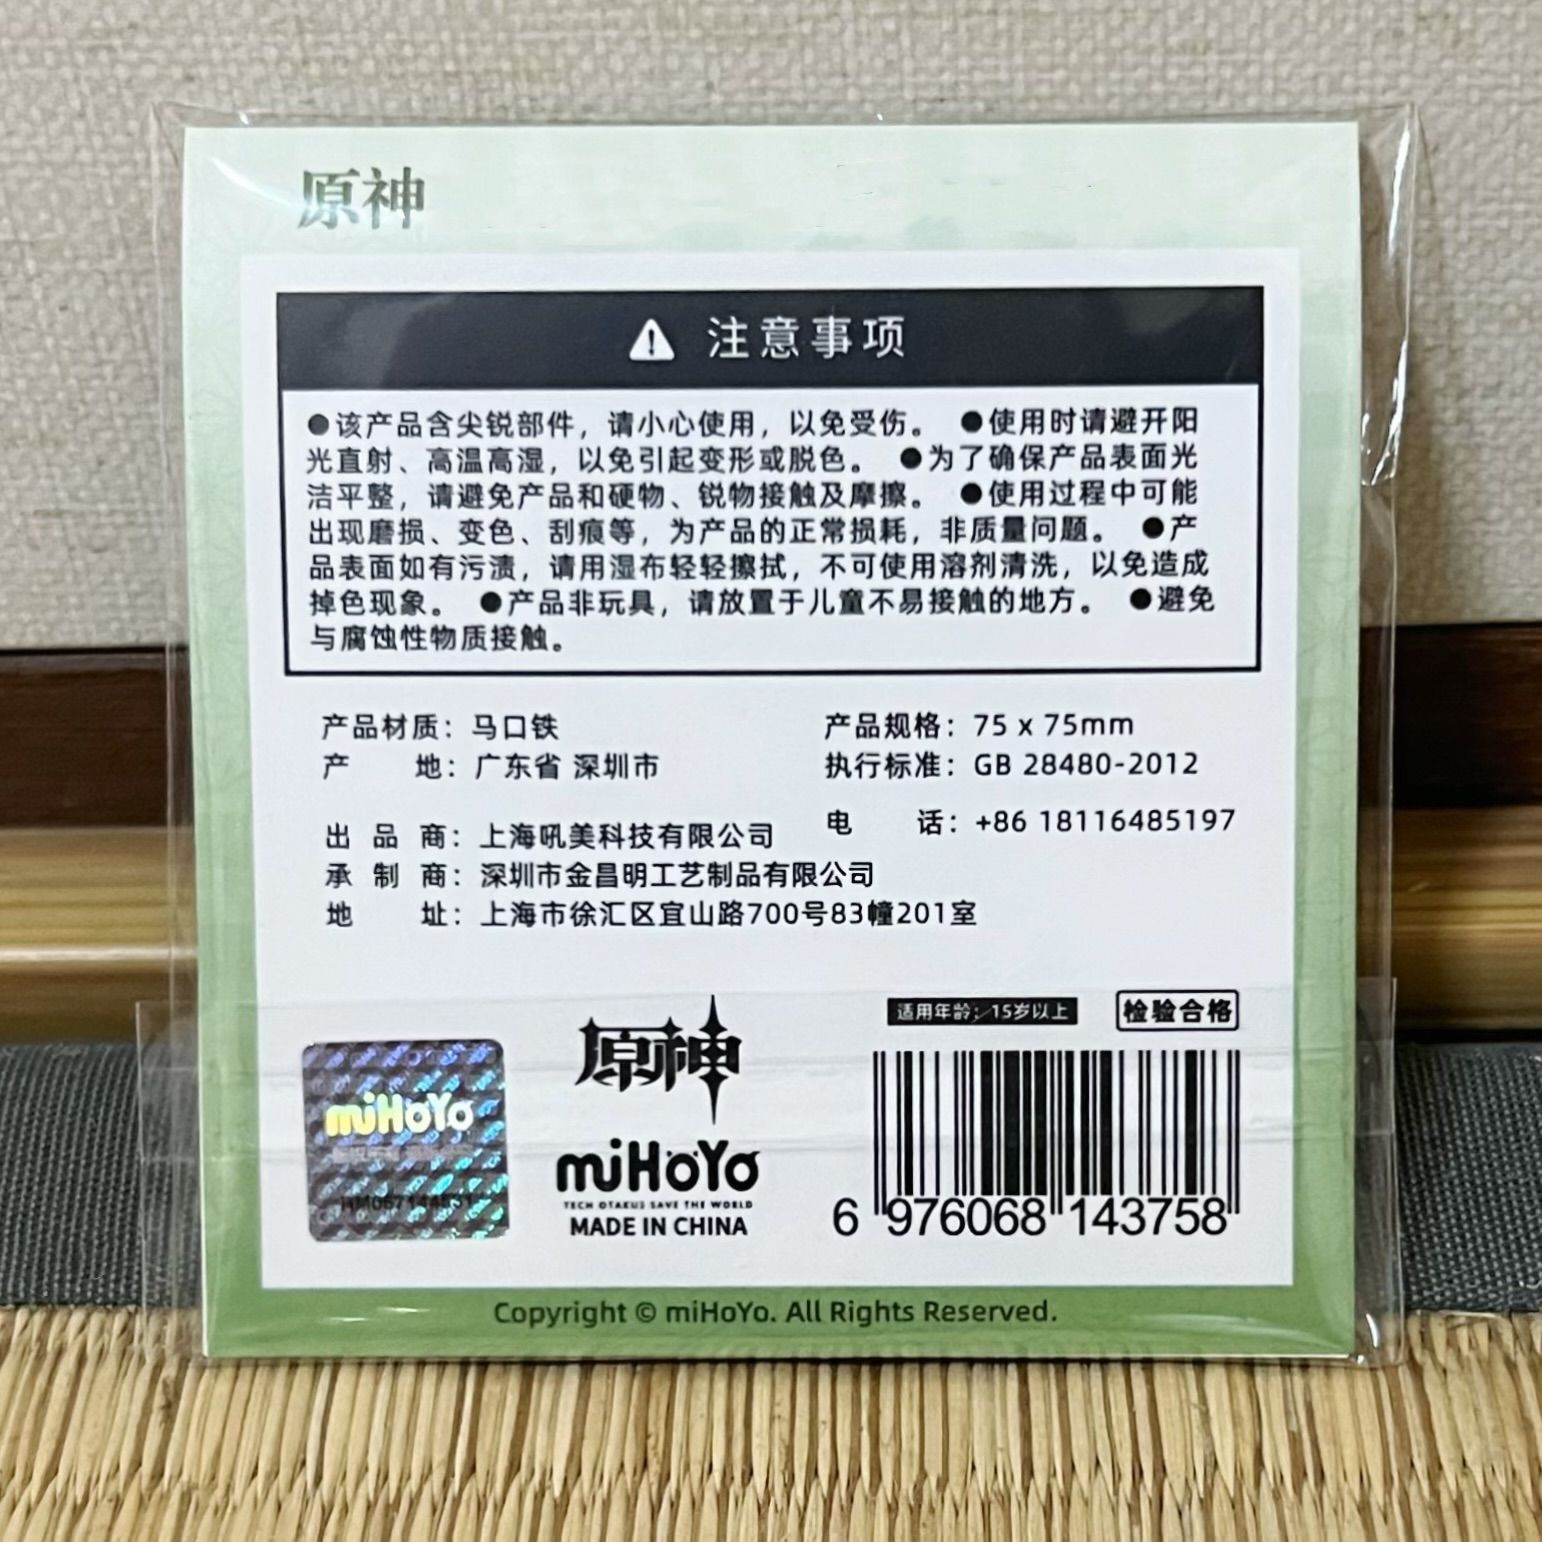 原神
注意事项
●该产品含尖锐部件，请小心使用，以免受伤。 ●使用时请避开阳
光直射、高温高湿，以免引起变形或脱色。 ●为了确保产品表面光
洁平整，请避免产品和硬物、锐物接触及摩擦。 ●使用过程中可能
出现磨损、变色、刮痕等，为产品的正常损耗，非质量问题。 ●产
品表面如有污渍，请用湿布轻轻擦拭，不可使用溶剂清洗，以免造成
掉色现象。 ●产品非玩具，请放置于儿童不易接触的地方。 ●避免
与腐蚀性物质接触。
产品材质：马口铁
产品规格：75 x 75mm
产 地：广东省 深圳市
执行标准：GB 28480-2012
电 话：+86 18116485197
出 品 商：上海吼美科技有限公司
承 制 商：深圳市金昌明工艺制品有限公司
地 址：上海市徐汇区宜山路700号83幢201室
适用年龄：15岁以上
检验合格
原神
miHoYo
miHoYo
TECH OTAKUS SAVE THE WORLD
MADE IN CHINA
6 976068 143758
Copyright © miHoYo. All Rights Reserved.